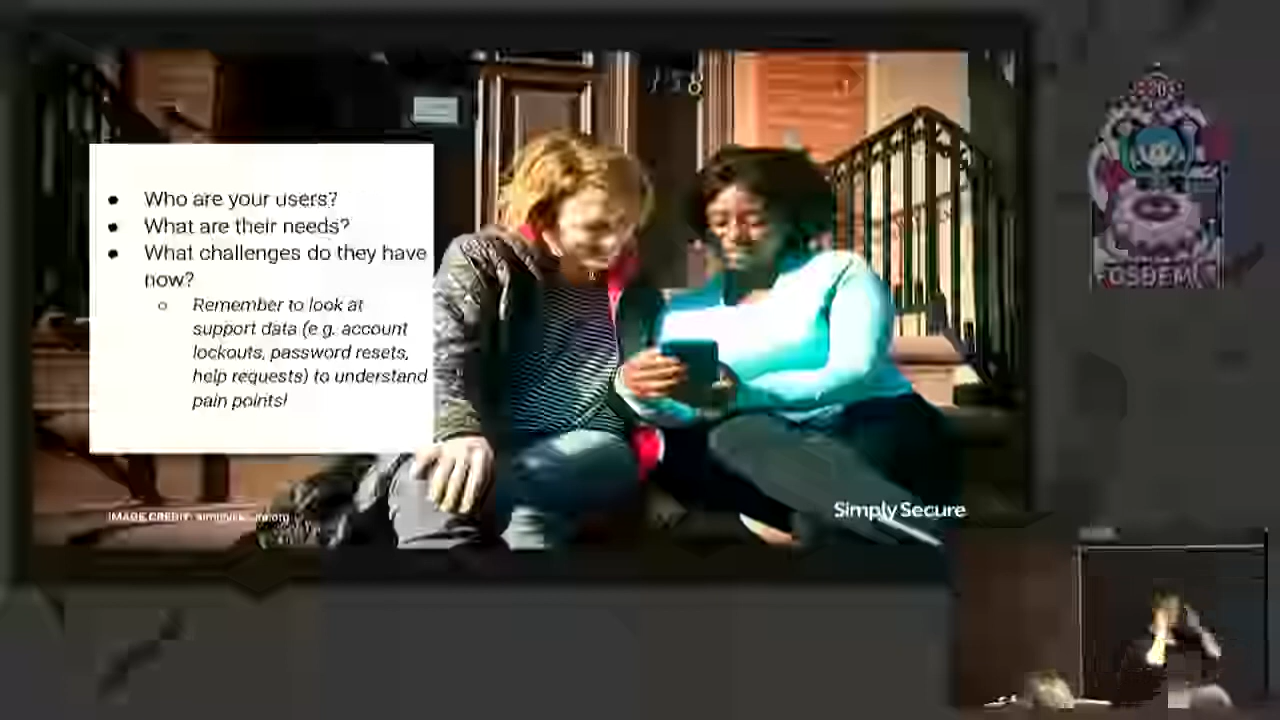 ● Who are your users?
● What are their needs?
● What challenges do they have
now?
○ Remember to look at
support data (e.g. account
lockouts, password resets,
help requests) to understand
pain points!
IMAGE CREDIT:
Simply Secure
FOSDEM